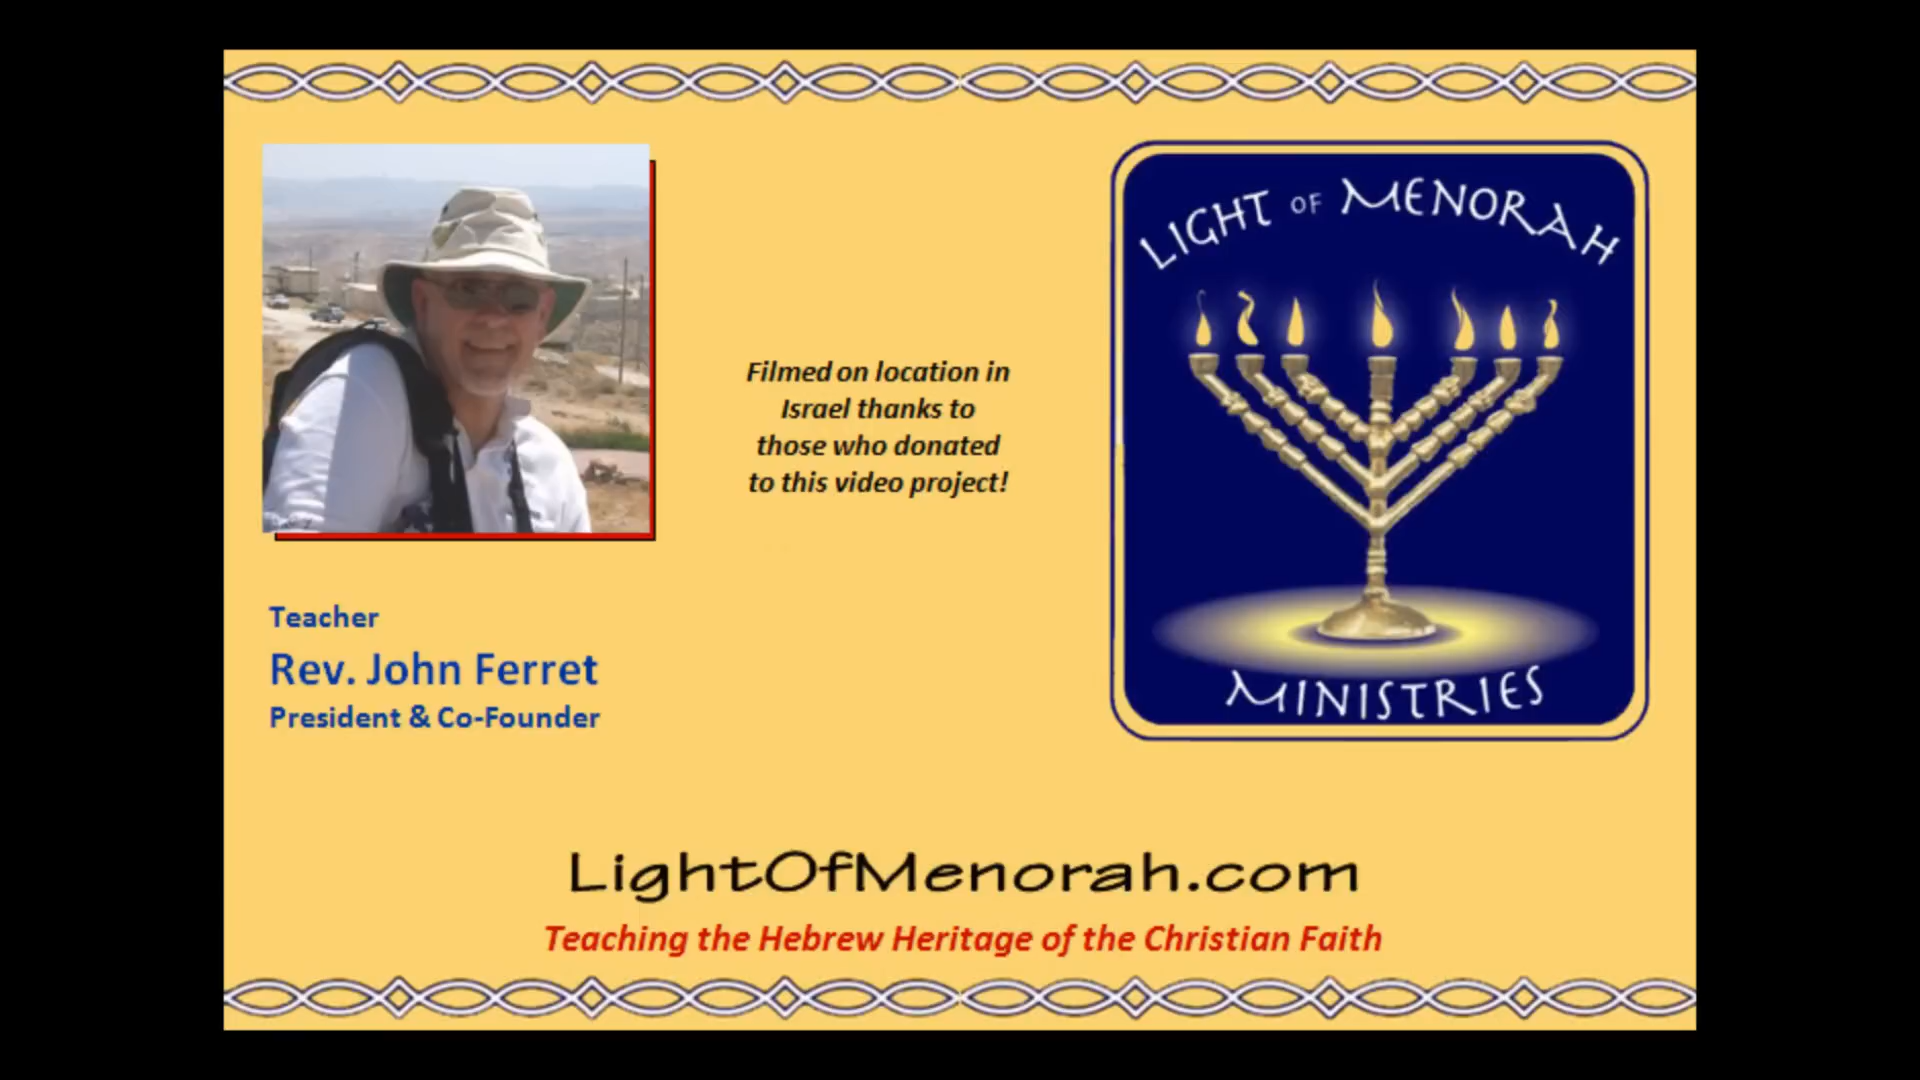 LIGHT OF MENORAH
Filmed on location in
Israel thanks to
those who donated
to this video project!
Teacher
Rev. John Ferret
President & Co-Founder
MINISTRIES
LightOfMenorah.com
Teaching the Hebrew Heritage of the Christian Faith